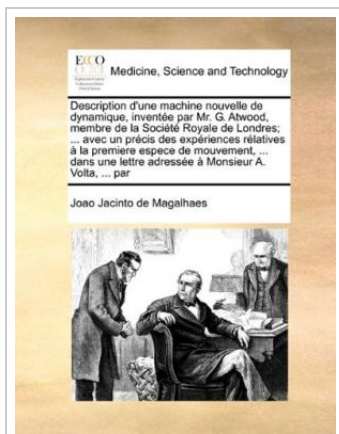 ECCO
Medicine, Science and Technology
Description d'une machine nouvelle de
dynamique, inventée par Mr. G. Atwood,
membre de la Société Royale de Londres;
... avec un précis des expériences rélatives
à la premiere espece de mouvement, ...
dans une lettre adressée à Monsieur A.
Volta, ... par
Joao Jacinto de Magalhaes